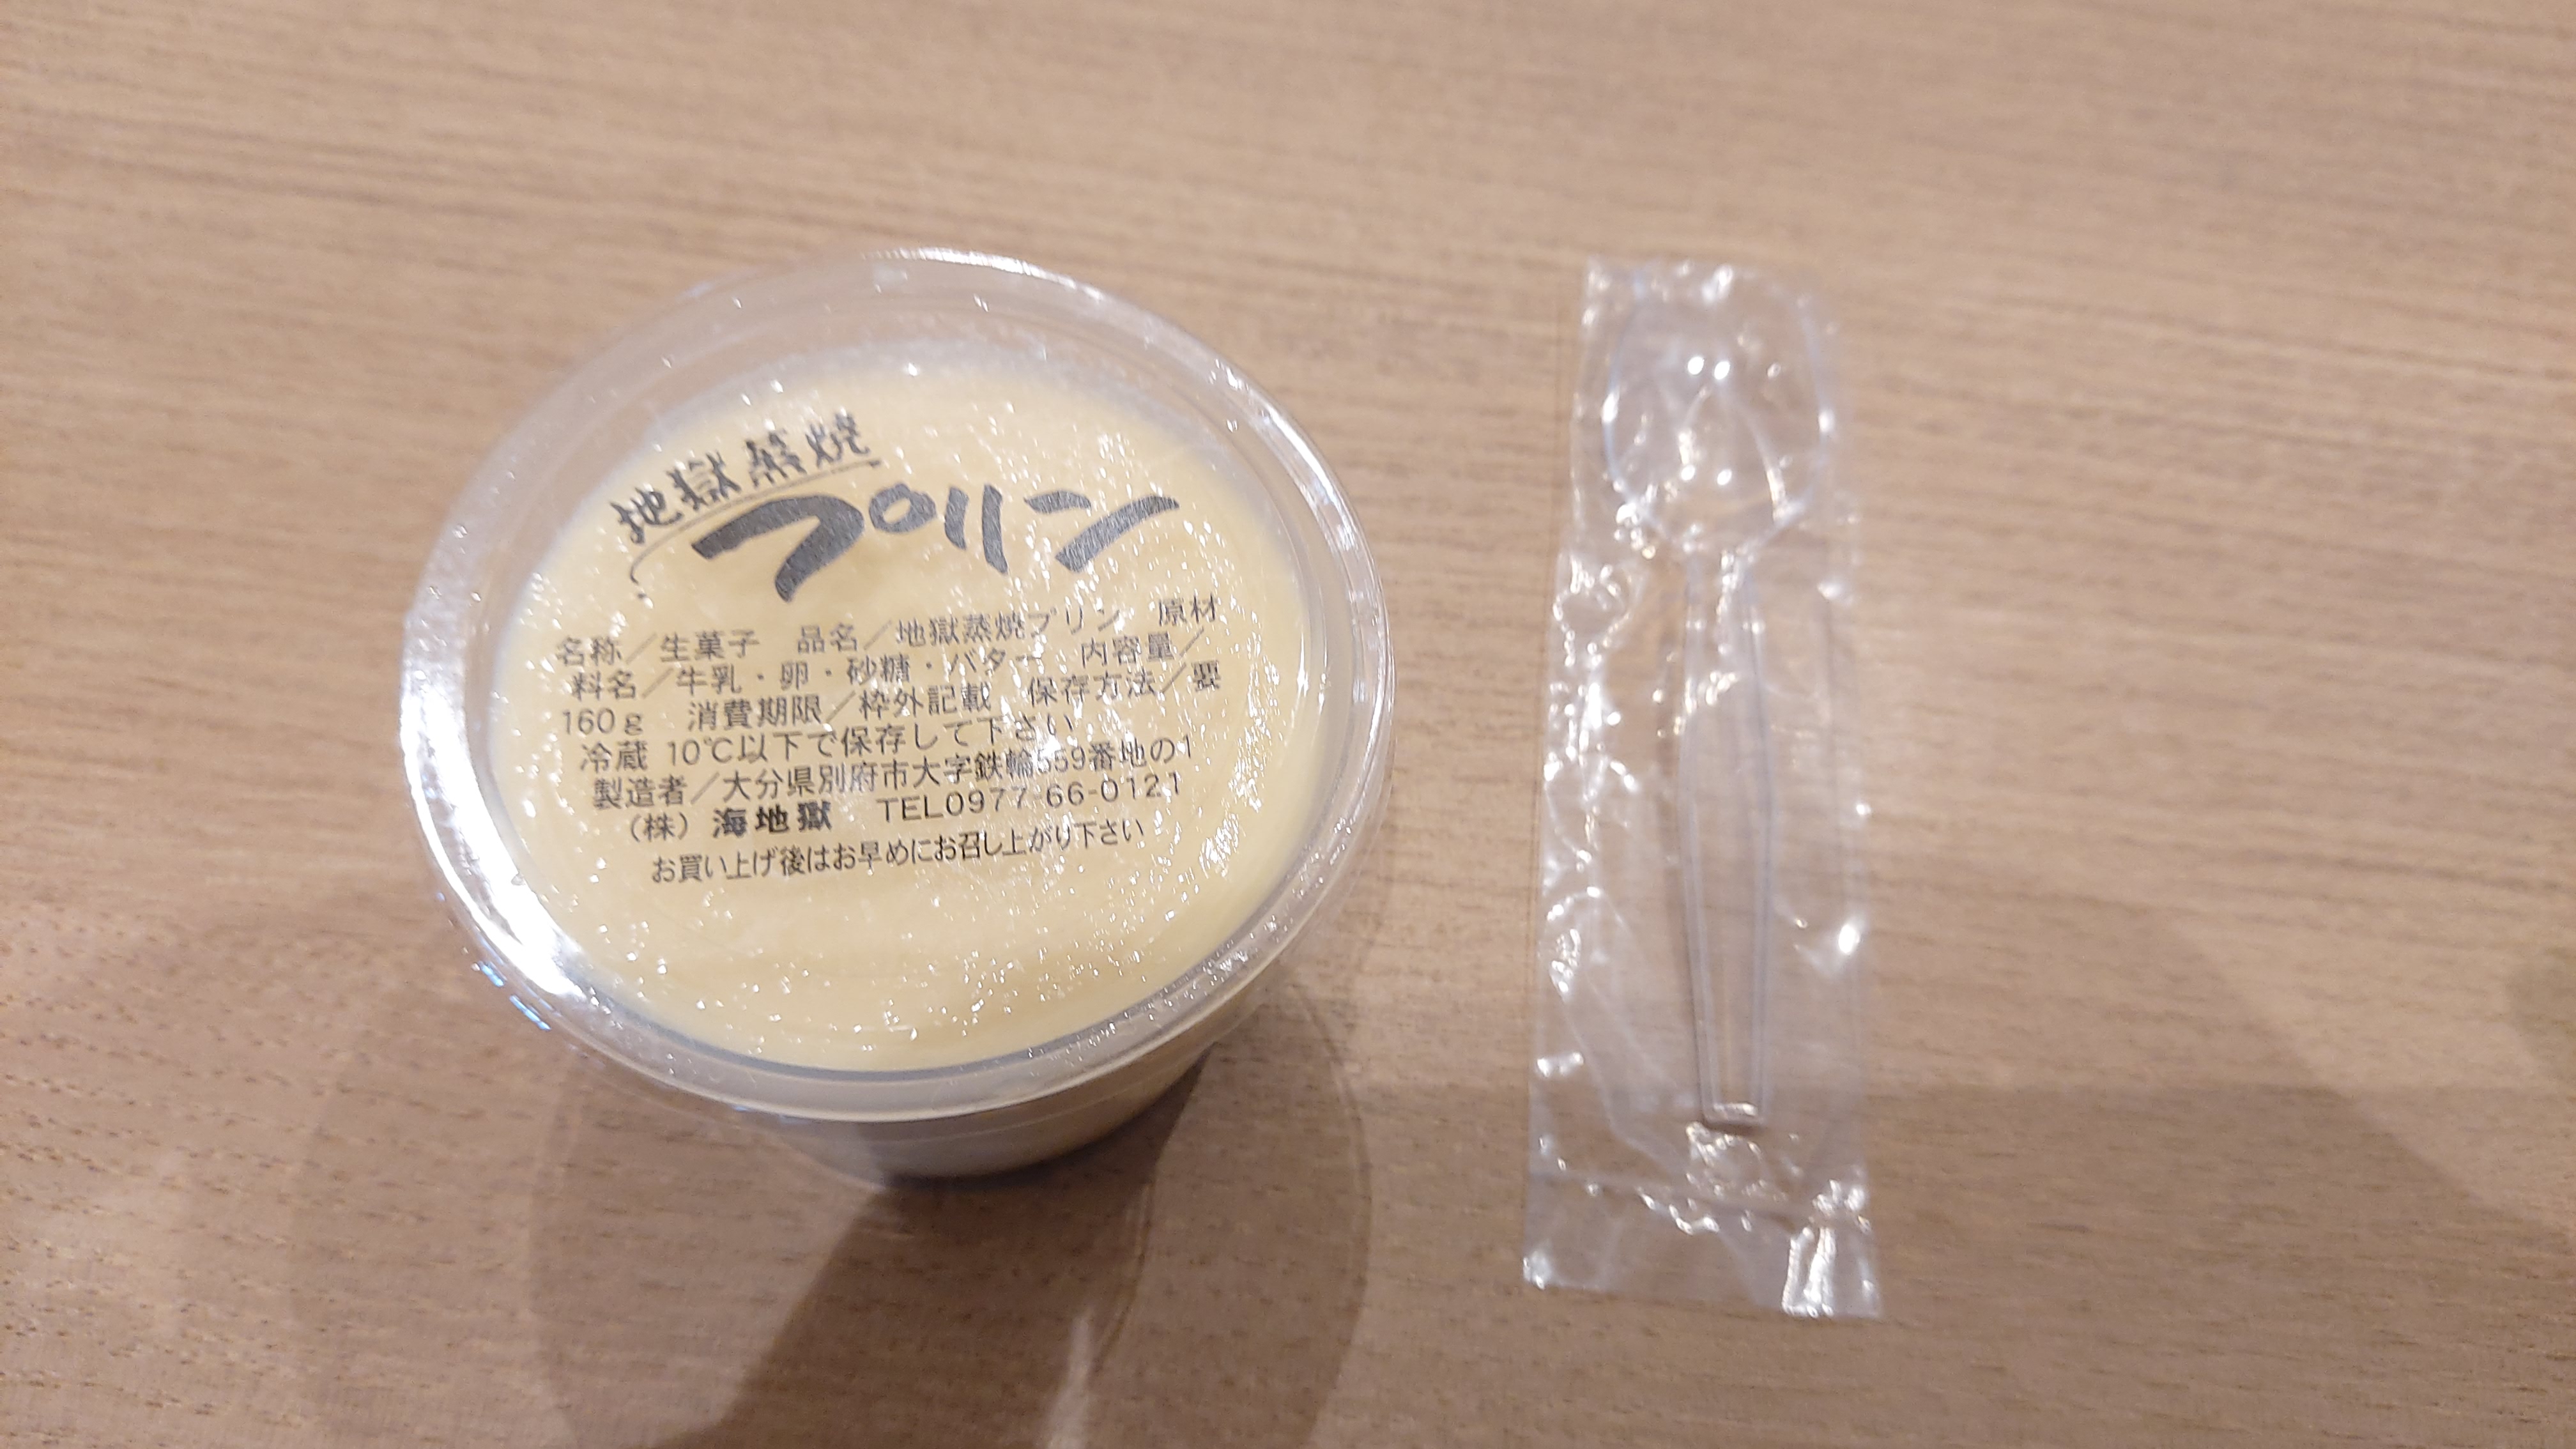 地獄蒸焼
プリン
名称／生菓子　品名／地獄蒸焼プリン　原材
料名／牛乳・卵・砂糖・バター　内容量／
160g　消費期限／枠外記載　保存方法／要
冷蔵 10℃以下で保存して下さい
製造者／大分県別府市大字鉄輪559番地の1
（株）海地獄　TEL0977-66-0121
お買い上げ後はお早めにお召し上がり下さい